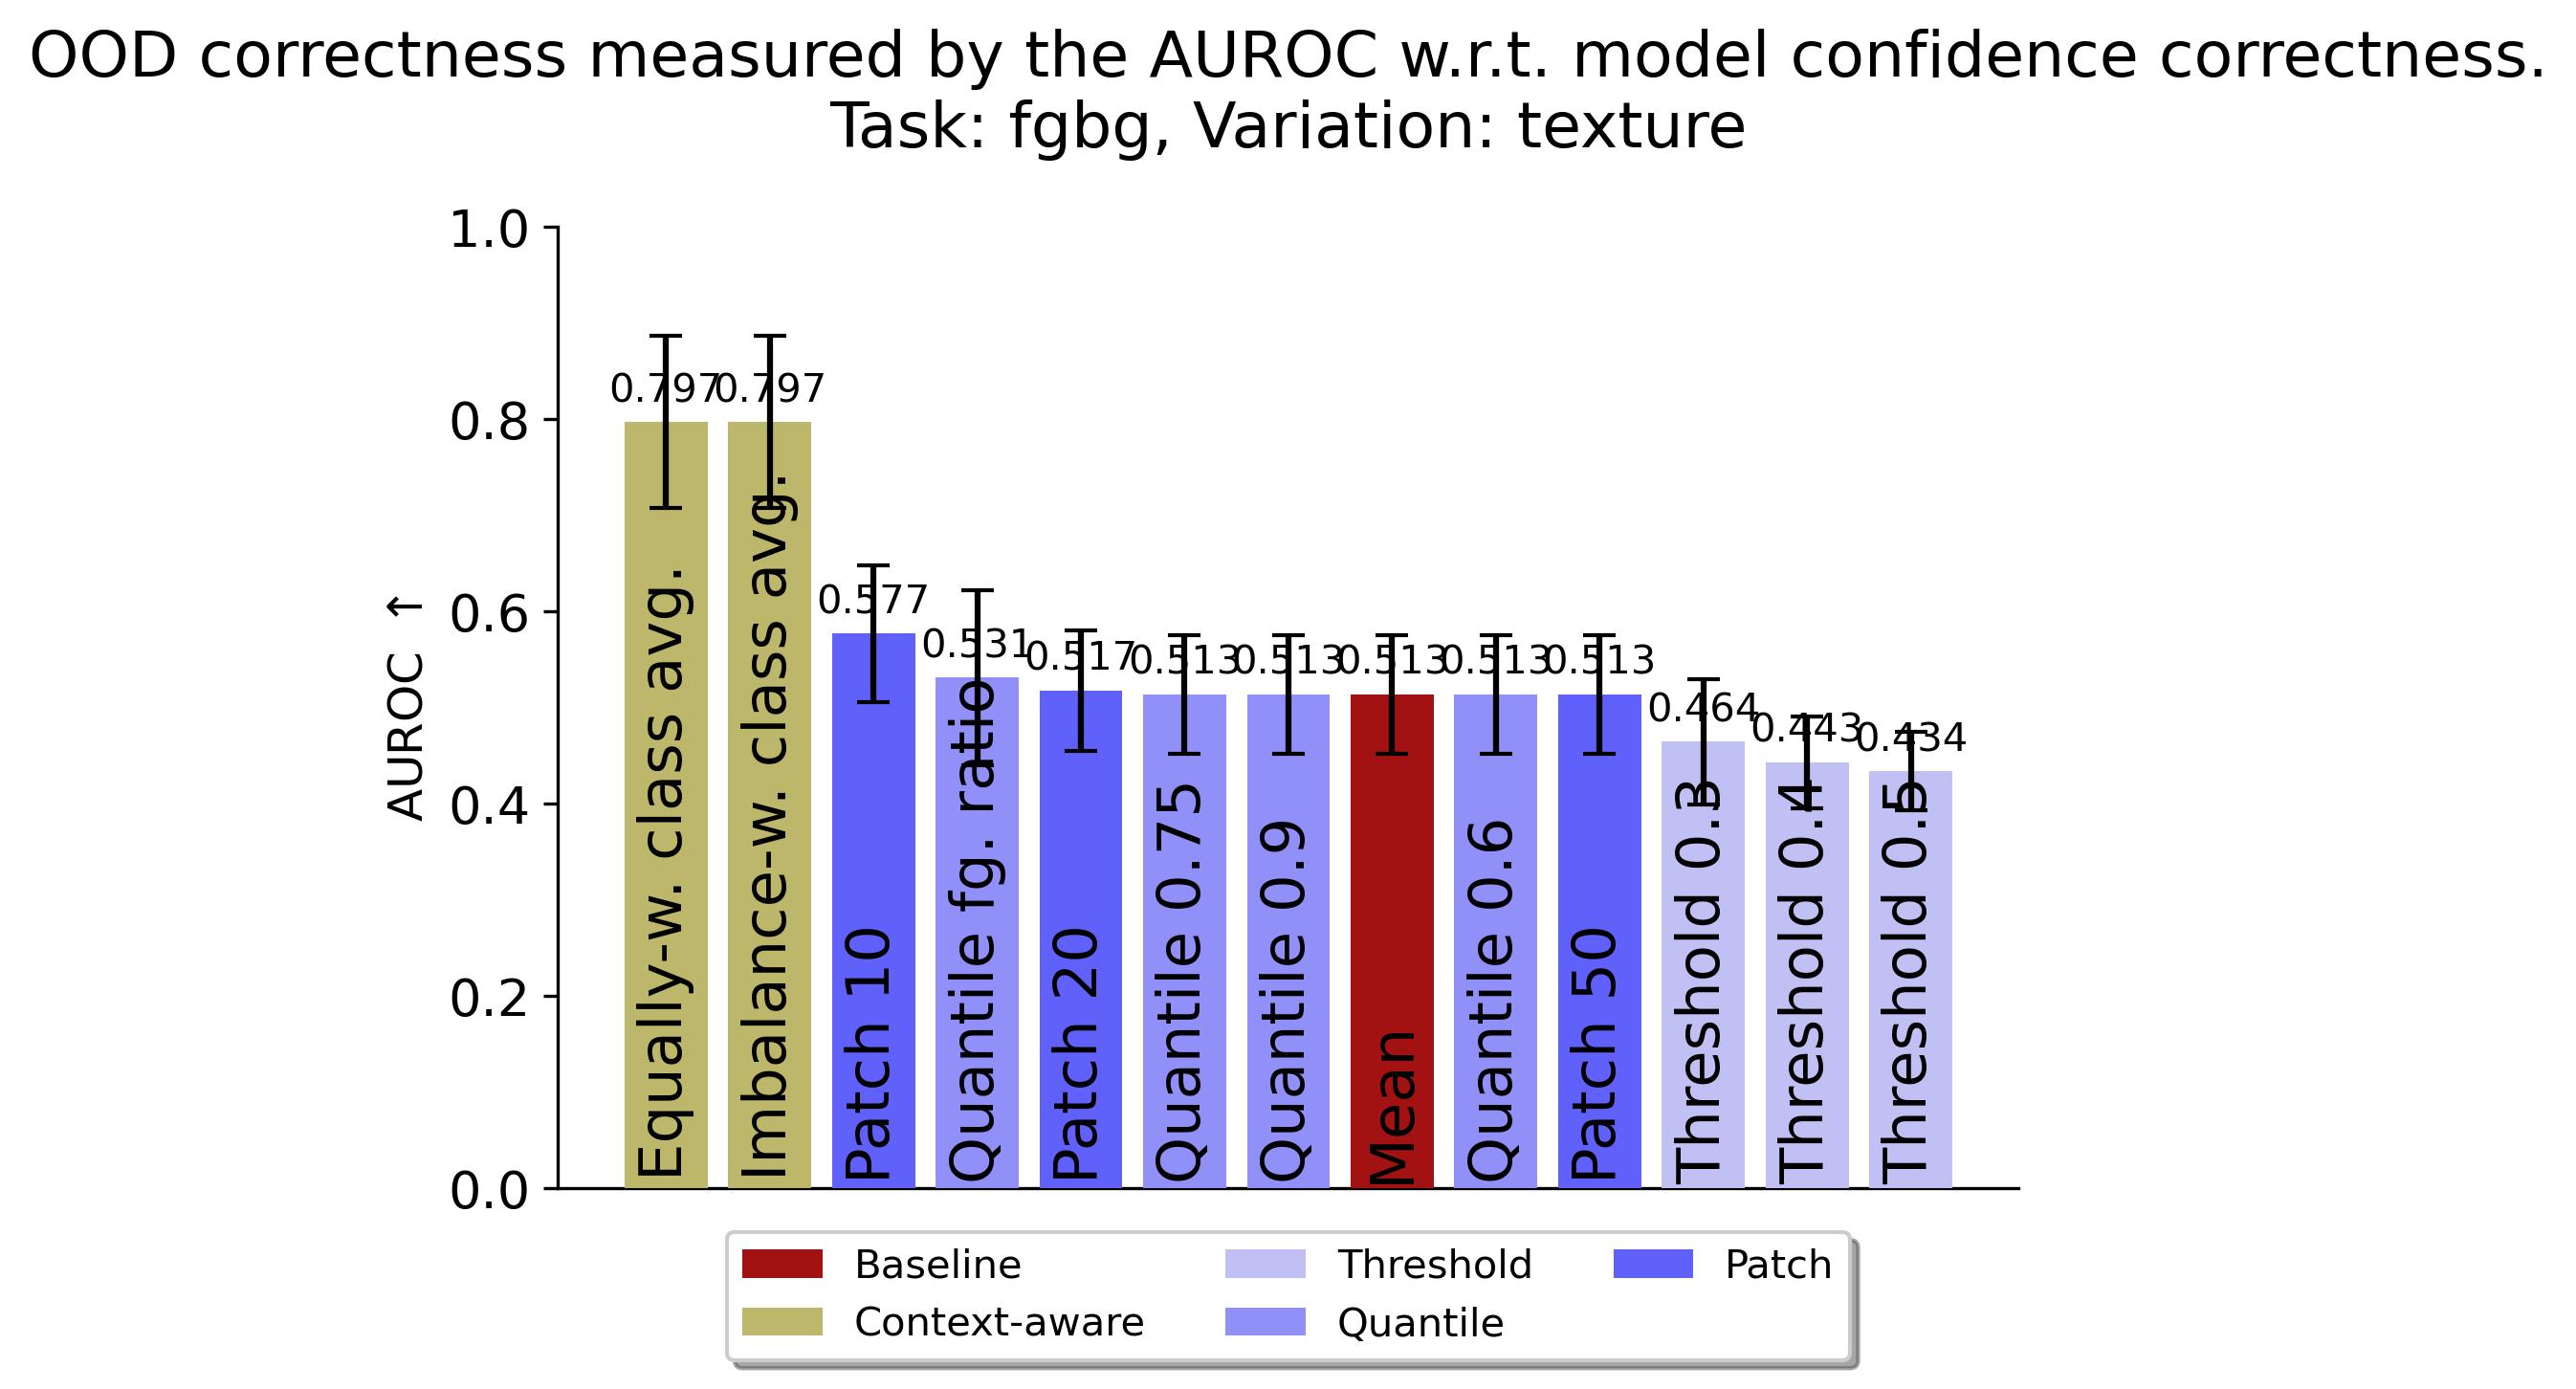 OOD correctness measured by the AUROC w.r.t. model confidence correctness.
Task: fgbg, Variation: texture
AUROC ↑
1.0
0.8
0.6
0.4
0.2
0.0
0.797
0.797
0.577
0.531
0.517
0.513
0.513
0.513
0.513
0.513
0.464
0.443
0.434
Equally-w. class avg.
Imbalance-w. class avg.
Patch 10
Quantile fg. ratio
Patch 20
Quantile 0.75
Quantile 0.9
Mean
Quantile 0.6
Patch 50
Threshold 0.3
Threshold 0.4
Threshold 0.5
Baseline
Context-aware
Threshold
Quantile
Patch